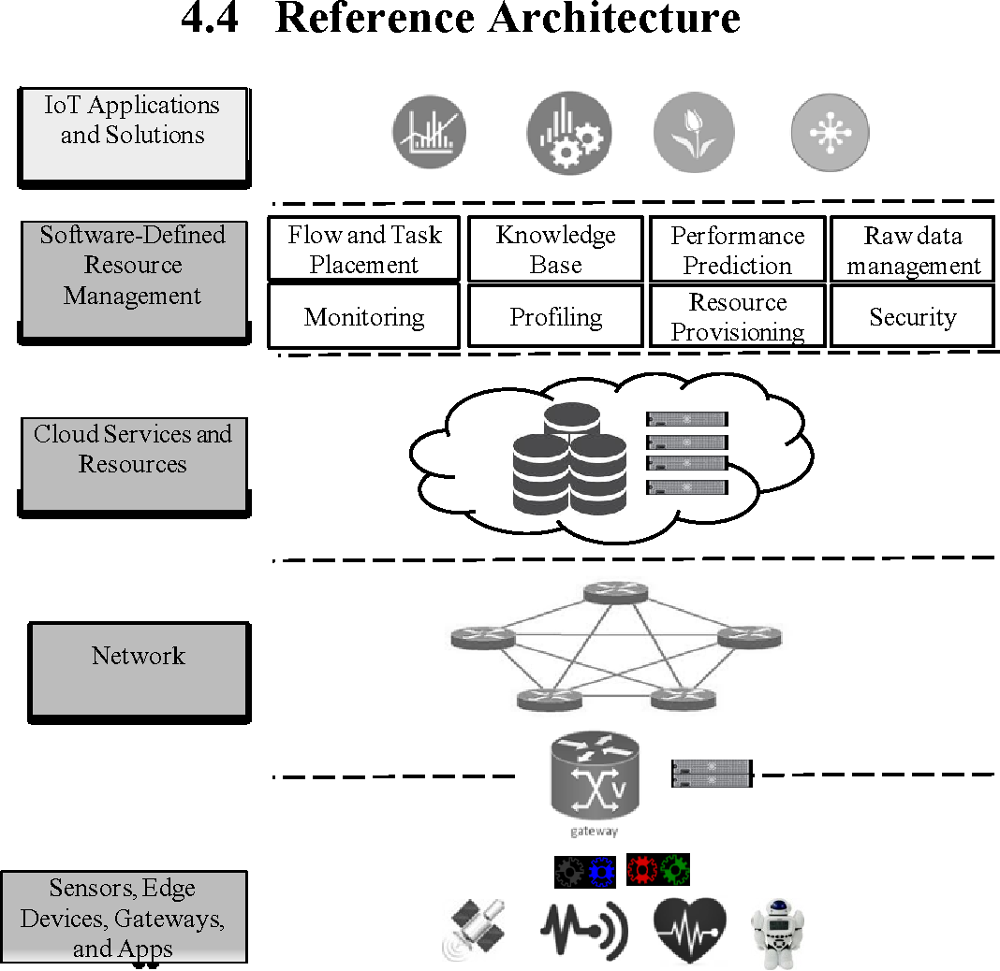 4.4 Reference Architecture
IoT Applications
and Solutions
Software-Defined
Resource
Management
Flow and Task
Placement
Knowledge
Base
Performance
Prediction
Raw data
management
Monitoring
Profiling
Resource
Provisioning
Security
Cloud Services and
Resources
Network
V
gateway
Sensors, Edge
Devices, Gateways,
and Apps